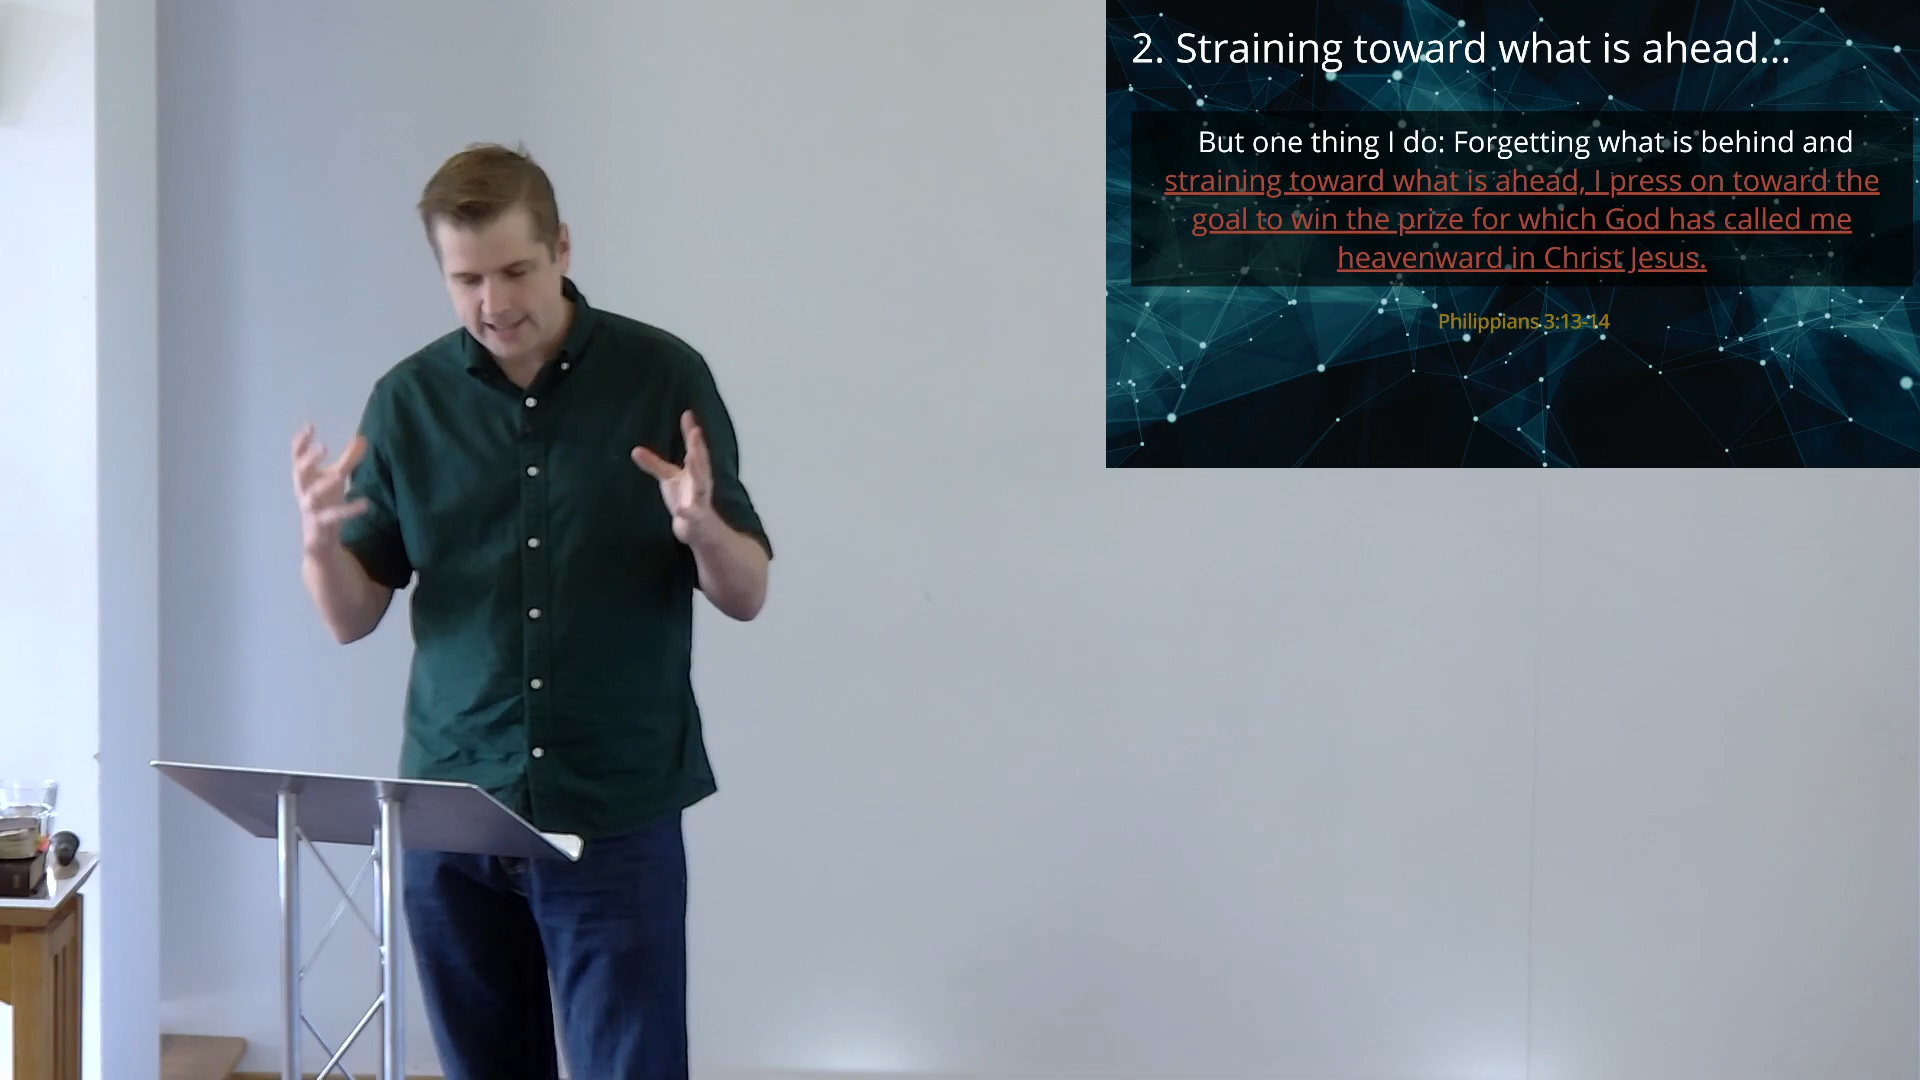 2. Straining toward what is ahead...
But one thing I do: Forgetting what is behind and
straining toward what is ahead, I press on toward the
goal to win the prize for which God has called me
heavenward in Christ Jesus.
Philippians 3:13-14